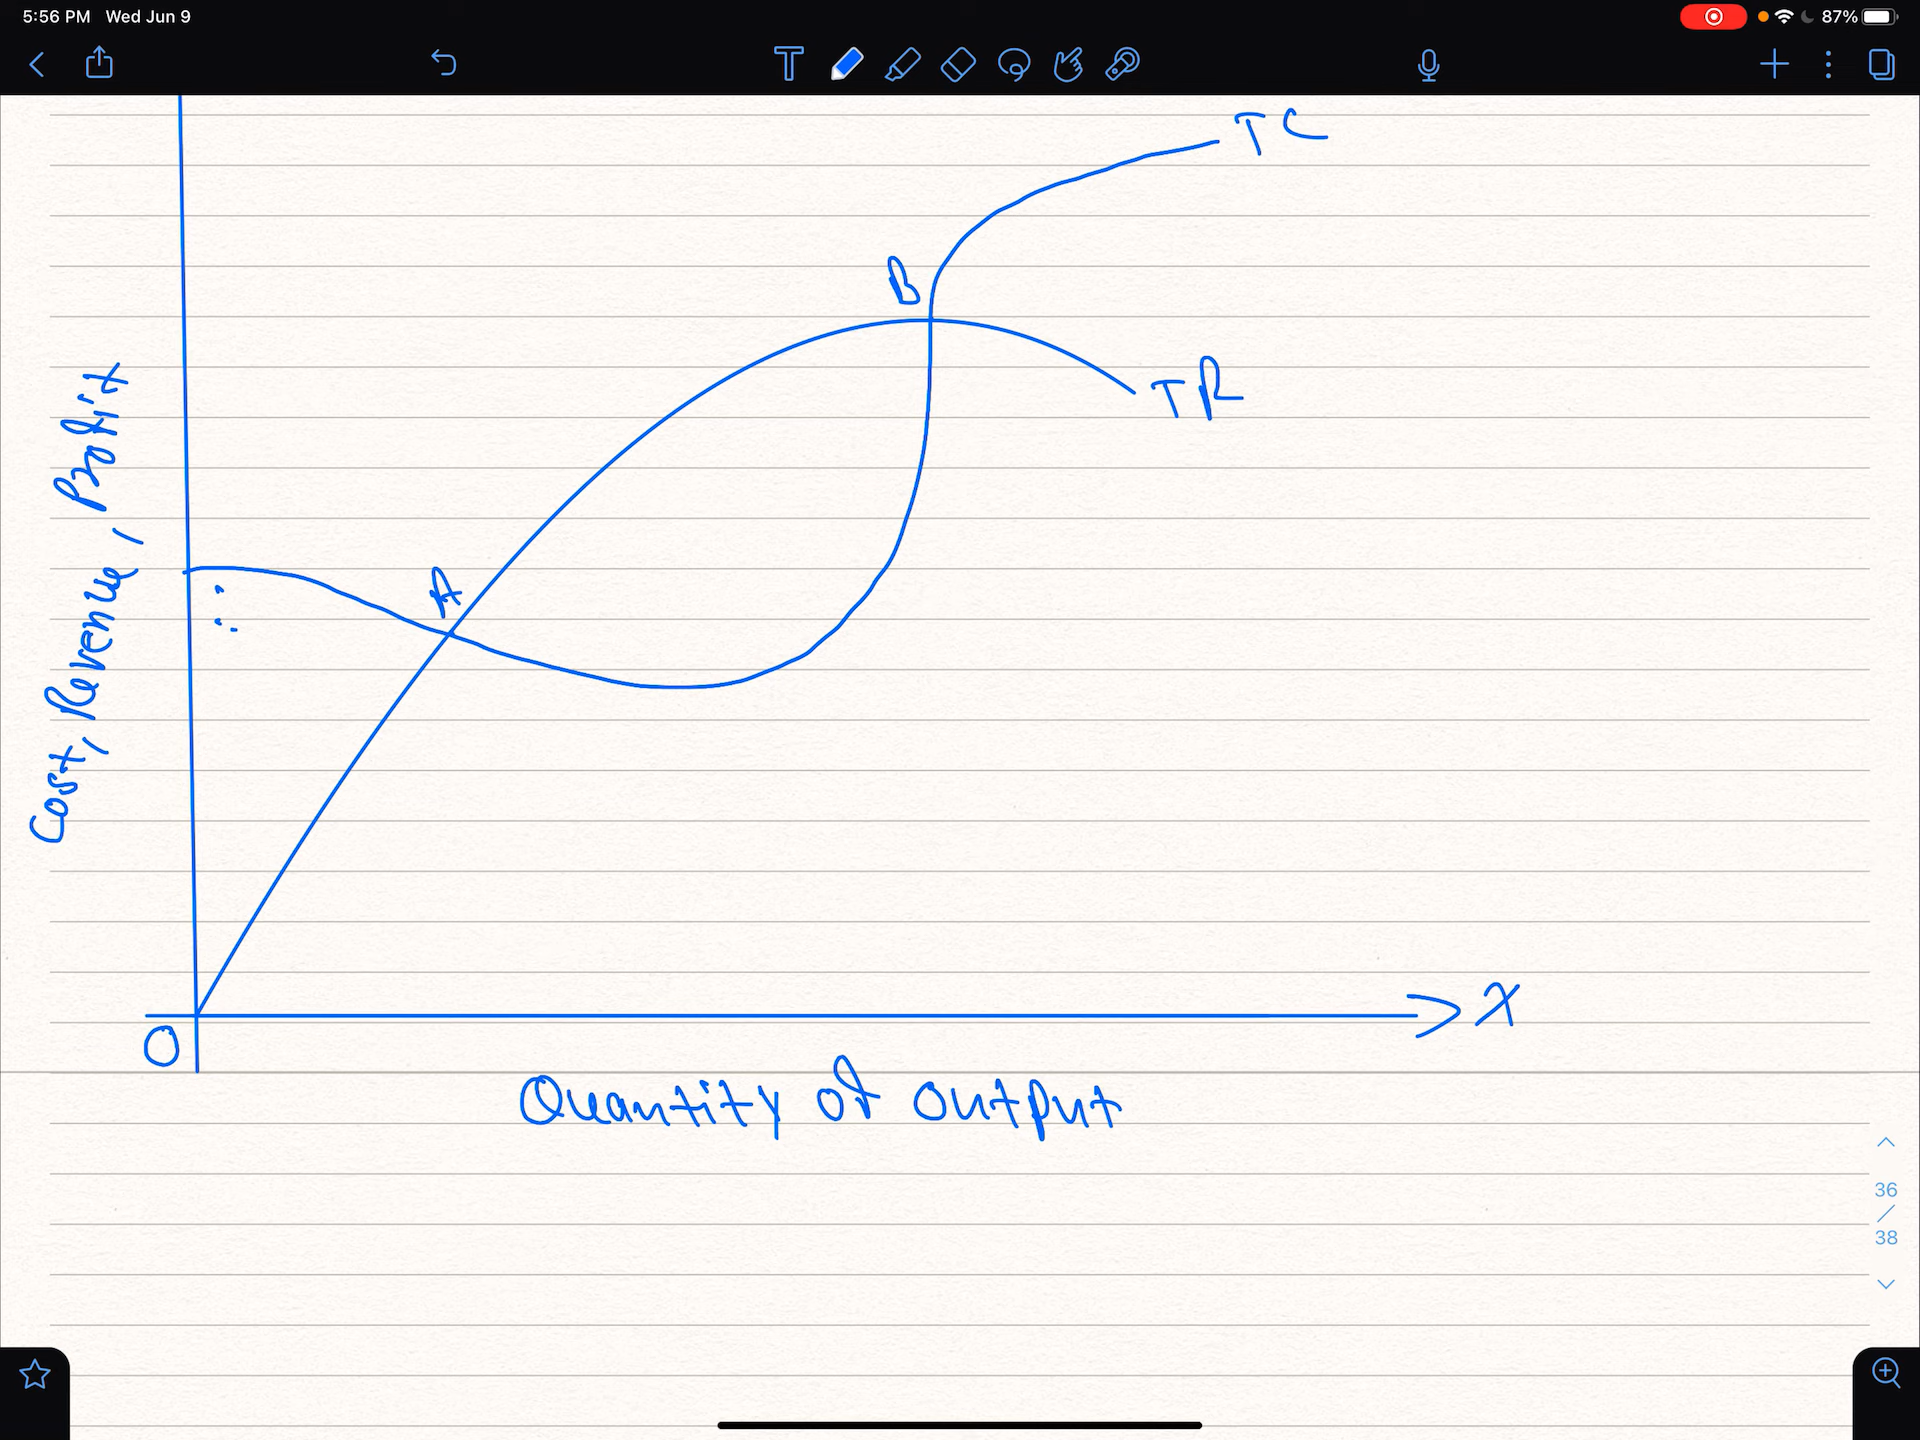 5:56 PM Wed Jun 9
87%
T
TC
B
TR
Cost, Revenue, Profit
A
X
O
Quantity of output
36
/
38